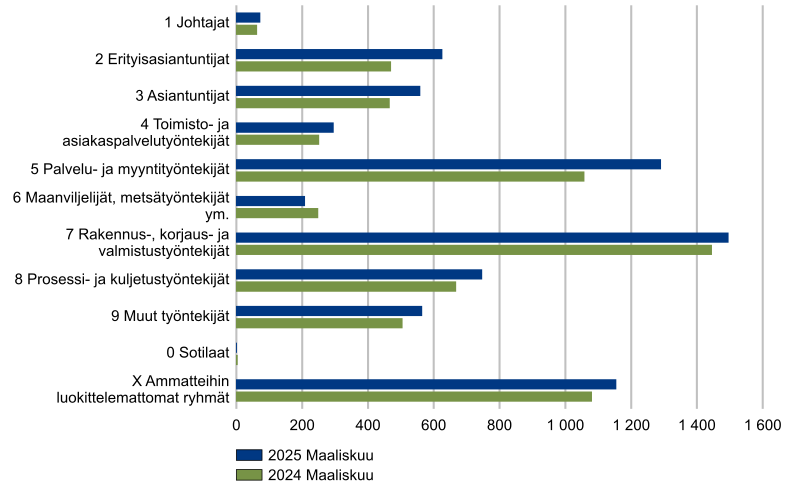 1 Johtajat
2 Erityisasiantuntijat
3 Asiantuntijat
4 Toimisto- ja
asiakaspalvelutyöntekijät
5 Palvelu- ja myyntityöntekijät
6 Maanviljelijät, metsätyöntekijät
ym.
7 Rakennus-, korjaus- ja
valmistustyöntekijät
8 Prosessi- ja kuljetustyöntekijät
9 Muut työntekijät
0 Sotilaat
X Ammatteihin
luokittelemattomat ryhmät
0 200 400 600 800 1 000 1 200 1 400 1 600
2025 Maaliskuu
2024 Maaliskuu